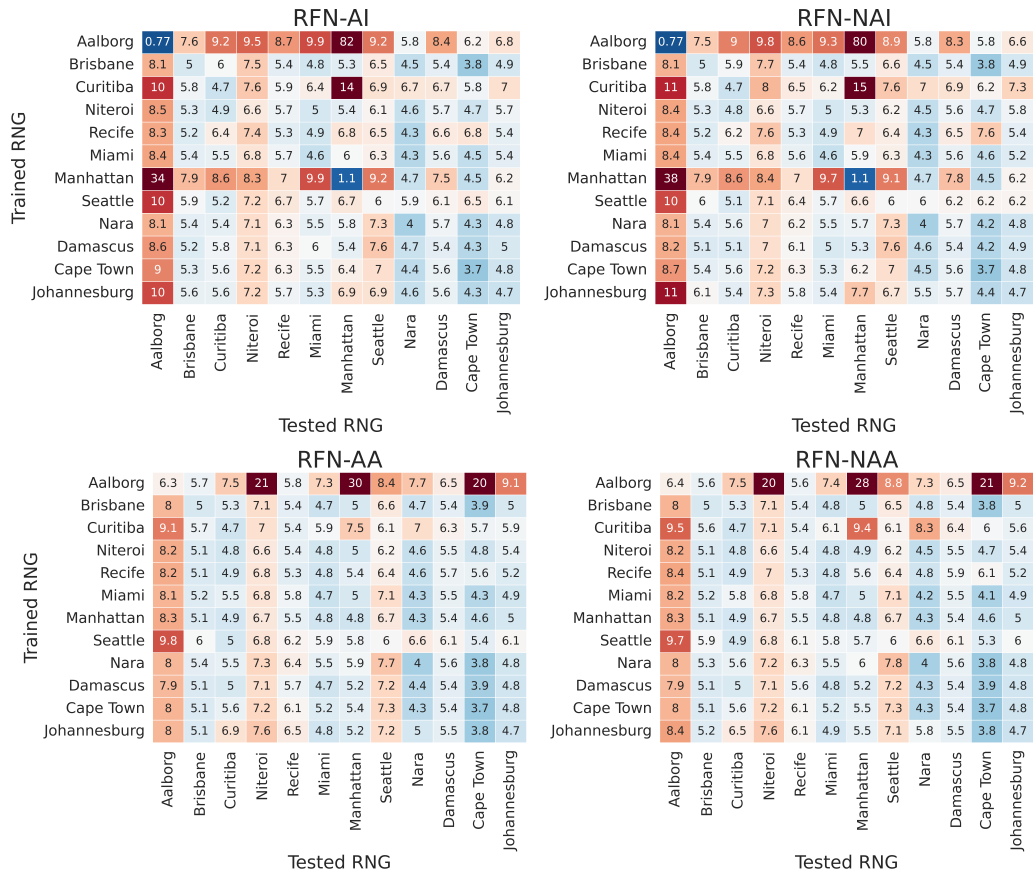 RFN-AI
Aalborg 0.77 7.6 9.2 9.5 8.7 9.9 82 9.2 5.8 8.4 6.2 6.8
Brisbane 8.1 5 6 7.5 5.4 4.8 5.3 6.5 4.5 5.4 3.8 4.9
Curitiba 10 5.8 4.7 7.6 5.9 6.4 14 6.9 6.7 6.7 5.8 7
Niteroi 8.5 5.3 4.9 6.6 5.7 5 5.4 6.1 4.6 5.7 4.7 5.7
Recife 8.3 5.2 6.4 7.4 5.3 4.9 6.8 6.5 4.3 6.6 6.8 5.4
Miami 8.4 5.4 5.5 6.8 5.7 4.6 6 6.3 4.3 5.6 4.5 5.4
Manhattan 34 7.9 8.6 8.3 7 9.9 1.1 9.2 4.7 7.5 4.5 6.2
Seattle 10 5.9 5.2 7.2 6.7 5.7 6.7 6 5.9 6.1 6.5 6.1
Nara 8.1 5.4 5.5 7.1 6.3 5.5 5.4 7.3 4 5.7 4.3 4.8
Damascus 8.6 5.2 5.8 7.1 6.3 6 5.4 7.6 4.7 5.4 4.3 5
Cape Town 9 5.3 5.6 7.2 6.3 5.5 6.4 7 4.4 5.6 3.7 4.8
Johannesburg 10 5.6 5.6 7.2 5.7 5.3 6.9 6.9 4.6 5.6 4.3 4.7
Aalborg Brisbane Curitiba Niteroi Recife Miami Manhattan Seattle Nara Damascus Cape Town Johannesburg
Tested RNG
Trained RNG
RFN-NAI
Aalborg 0.77 7.5 9 9.8 8.6 9.3 80 8.9 5.8 8.3 5.8 6.6
Brisbane 8.1 5 5.9 7.7 5.4 4.8 5.5 6.6 4.5 5.4 3.8 4.9
Curitiba 11 5.8 4.7 8 6.5 6.2 15 7.6 7 6.9 6.2 7.3
Niteroi 8.4 5.3 4.8 6.6 5.7 5 5.4 6.2 4.5 5.6 4.7 5.8
Recife 8.4 5.2 6.2 7.6 5.3 4.9 7 6.4 4.3 6.5 7.6 5.4
Miami 8.4 5.4 5.5 6.8 5.6 4.6 5.9 6.3 4.3 5.6 4.6 5.2
Manhattan 38 7.9 8.6 8.4 7 9.7 1.1 9.1 4.7 7.8 4.5 6.2
Seattle 10 6 5.1 7.1 6.4 5.7 6.6 6 6 6.2 6.2 6.2
Nara 8.1 5.4 5.6 7 6.2 5.5 5.7 7.3 4 5.7 4.2 4.8
Damascus 8.2 5.1 5.1 7 6.1 5 5.3 7.6 4.6 5.4 4.2 4.9
Cape Town 8.7 5.4 5.6 7.2 6.3 5.3 6.2 7 4.5 5.6 3.7 4.8
Johannesburg 11 6.1 5.4 7.3 5.8 5.4 7.7 6.7 5.5 5.7 4.4 4.7
Aalborg Brisbane Curitiba Niteroi Recife Miami Manhattan Seattle Nara Damascus Cape Town Johannesburg
Tested RNG
RFN-AA
Aalborg 6.3 5.7 7.5 21 5.8 7.3 30 8.4 7.7 6.5 20 9.1
Brisbane 8 5 5.3 7.1 5.4 4.7 5 6.6 4.7 5.4 3.9 5
Curitiba 9.1 5.7 4.7 7 5.4 5.8 7.5 6.1 7 6.3 5.7 5.9
Niteroi 8.2 5.1 4.8 6.6 5.4 4.8 5 6.2 4.6 5.5 4.8 5.4
Recife 8.2 5.1 4.9 6.8 5.3 4.8 5.4 6.4 4.6 5.7 5.6 5.2
Miami 8.1 5.2 5.5 6.8 5.4 4.7 5 7.1 4.3 5.5 4.3 4.9
Manhattan 8.3 5.1 4.9 6.7 5.5 4.8 4.8 6.7 4.3 5.4 4.6 5
Seattle 9.8 6 5 6.8 6.2 5.9 5.8 6 6.6 6.1 5.4 6.1
Nara 8 5.4 5.5 7.3 6.4 5.5 5.9 7.7 4 5.6 3.8 4.8
Damascus 7.9 5.1 5 7.1 5.7 4.7 5.2 7.2 4.4 5.4 3.9 4.8
Cape Town 8 5.1 5.6 7.2 6.1 5.2 5.4 7.2 4.3 5.4 3.7 4.8
Johannesburg 8 5.2 6.9 7.6 6.5 4.8 5.2 7.2 5 5.5 3.8 4.7
Aalborg Brisbane Curitiba Niteroi Recife Miami Manhattan Seattle Nara Damascus Cape Town Johannesburg
Tested RNG
Trained RNG
RFN-NAA
Aalborg 6.4 5.6 7.5 20 5.6 7.4 28 8.8 7.3 6.5 21 9.2
Brisbane 8 5 5.4 7.1 5.4 4.8 5 6.5 4.8 5.4 3.8 5
Curitiba 9.5 5.6 4.7 7.1 5.4 6.1 9.4 6.1 8.3 6.4 6 5.6
Niteroi 8.2 5.1 4.8 6.6 5.4 4.8 4.9 6.2 4.8 5.5 4.7 5.4
Recife 8.4 5.1 4.9 7 5.3 4.8 5.6 6.4 4.8 5.9 6.1 5.2
Miami 8.2 5.2 5.8 6.9 5.4 4.6 5 7.1 4.2 5.5 4.1 4.9
Manhattan 8.3 5.1 4.9 6.8 5.5 4.8 4.7 6.7 4.3 5.4 4.6 5
Seattle 9.7 5.9 4.9 6.8 6.1 5.8 5.7 6 6.6 6.1 5.3 6
Nara 8 5.3 5.6 7.2 6.3 5.5 6 7.8 4 5.6 3.8 4.8
Damascus 7.9 5.1 5 7.1 5.6 4.8 5.2 7.2 4.3 5.4 3.9 4.8
Cape Town 8 5.1 5.5 7.2 6.1 5.2 5.5 7.3 4.3 5.4 3.7 4.8
Johannesburg 8.4 5.2 6.5 7.6 6.1 4.9 5.5 7.1 5.8 5.5 3.8 4.7
Aalborg Brisbane Curitiba Niteroi Recife Miami Manhattan Seattle Nara Damascus Cape Town Johannesburg
Tested RNG